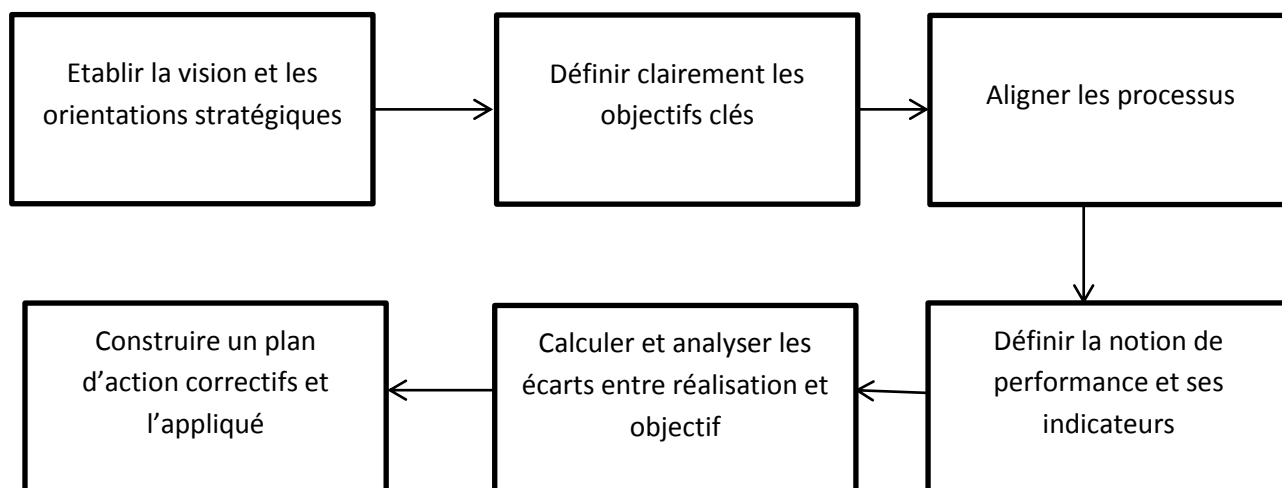 Etablir la vision et les
orientations stratégiques
Définir clairement les
objectifs clés
Aligner les processus
Définir la notion de
performance et ses
indicateurs
Calculer et analyser les
écarts entre réalisation et
objectif
Construire un plan
d’action correctifs et
l’appliqué